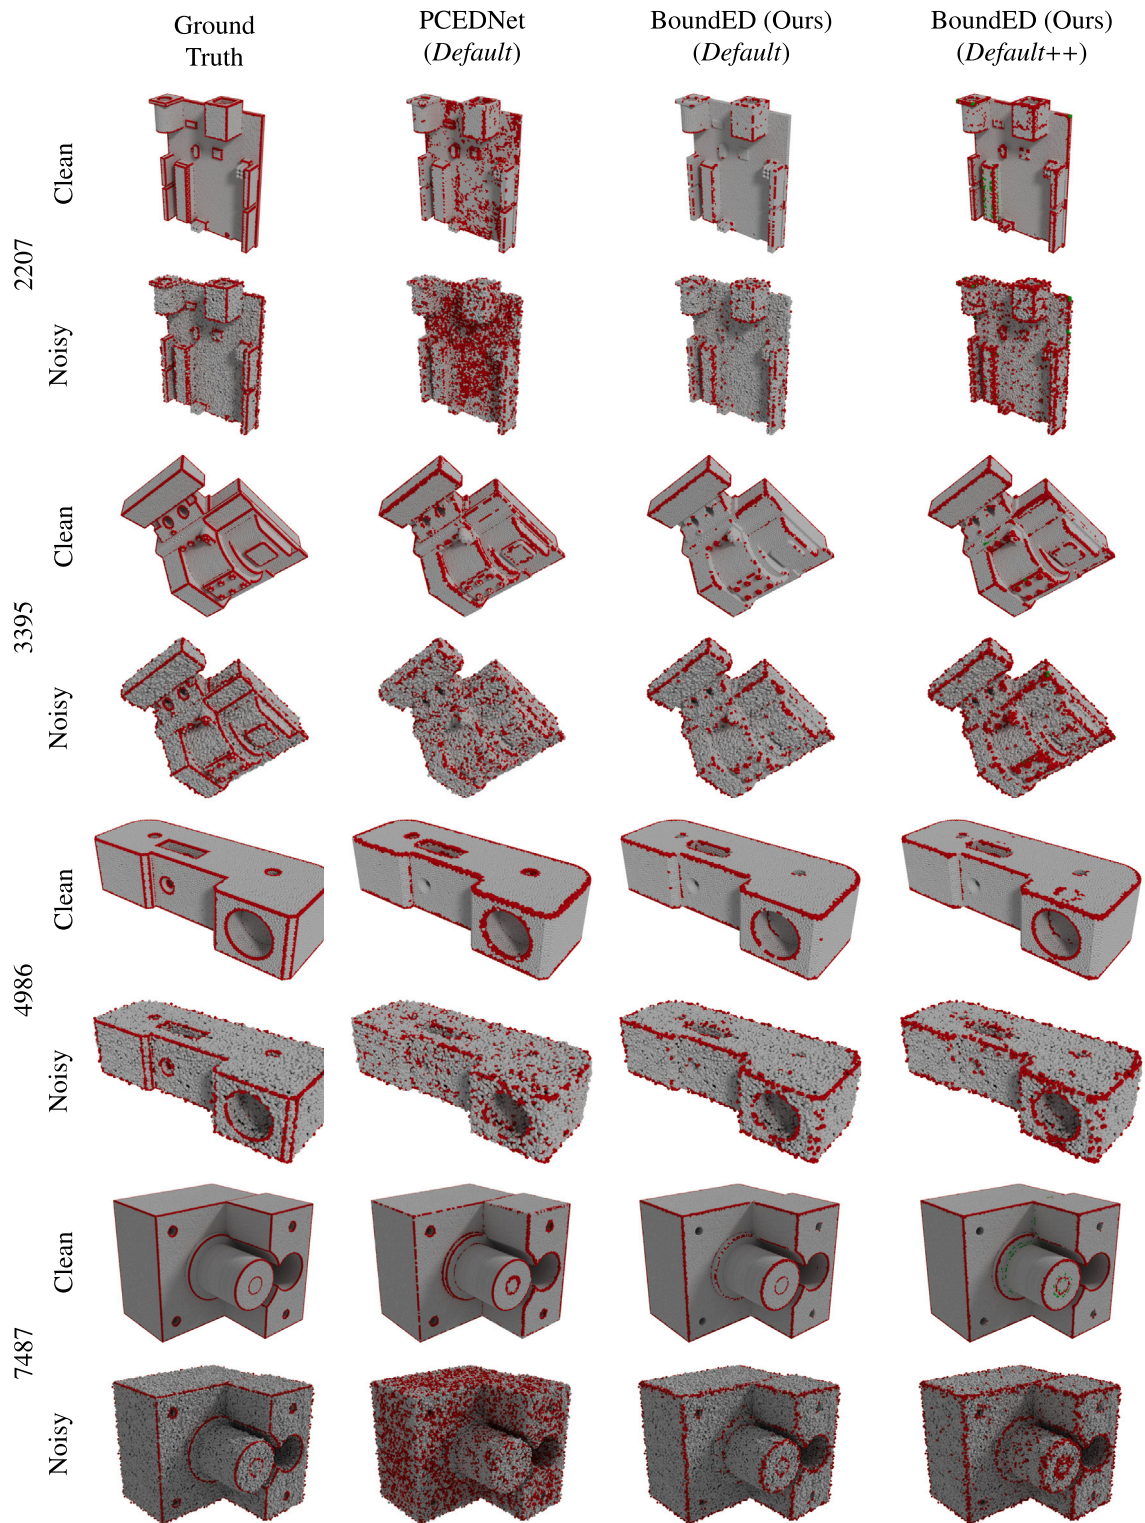 Ground
Truth
PCEDNet
(Default)
BoundED (Ours)
(Default)
BoundED (Ours)
(Default++)
2207
Clean
Noisy
3395
Clean
Noisy
4986
Clean
Noisy
7487
Clean
Noisy